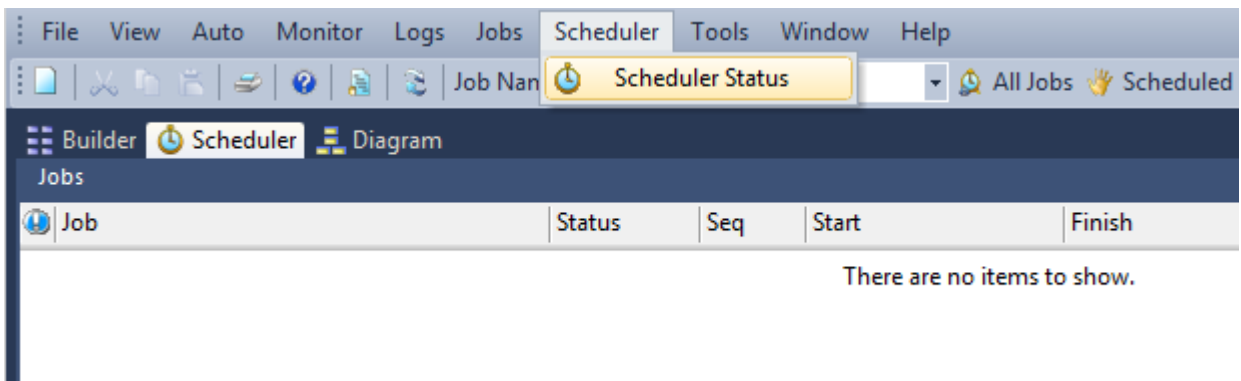 File View Auto Monitor Logs Jobs Scheduler Tools Window Help
Job Nan Scheduler Status All Jobs Scheduled
Builder Scheduler Diagram
Jobs
Job Status Seq Start Finish
There are no items to show.